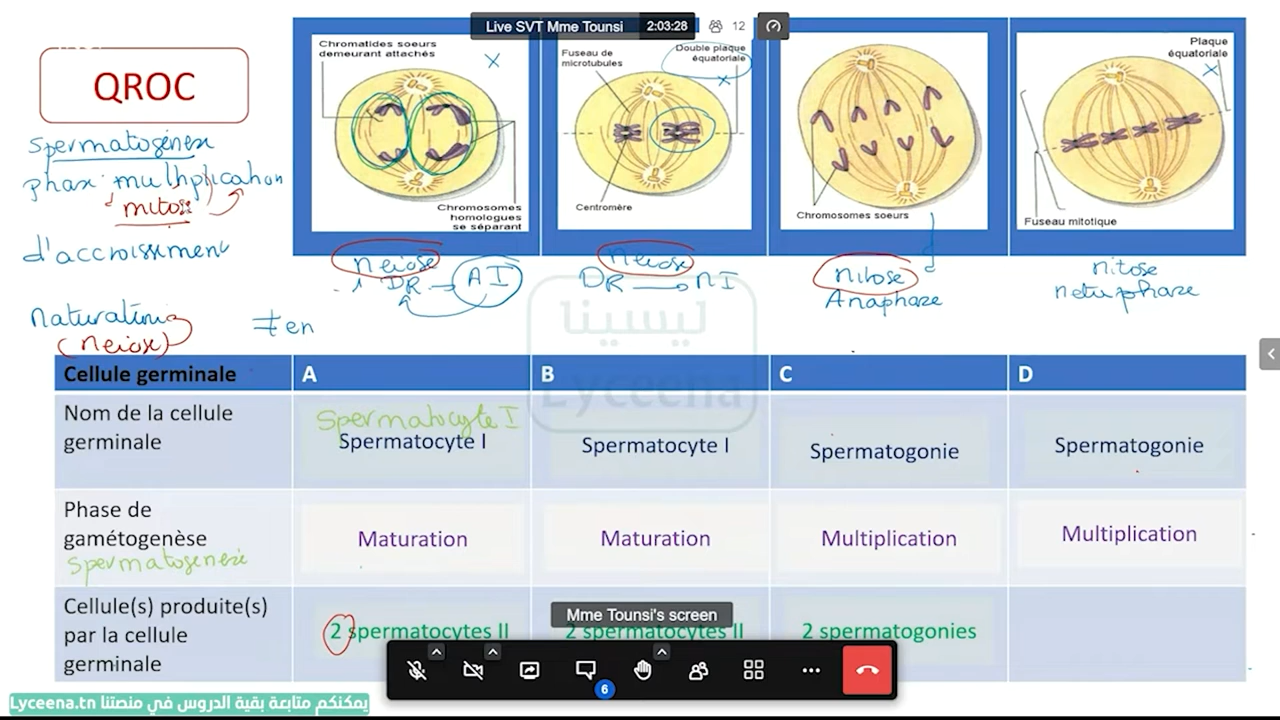 Live SVT Mme Tounsi 2:03:28 12
QROC
Spermatogénèse
phase multiplication
mitose
d'accroissement
Maturation
(Meiose)
≠ en
Chromatides soeurs
demeurant attachés
Chromosomes
homologues
se séparant
Fuseau de
microtubules
Double plaque
équatoriale
Centromère
Chromosomes soeurs
Plaque
équatoriale
Fuseau mitotique
Meiose
DR → A I
Meiose
DR → M I
Mitose
Anaphase
Mitose
Metaphase
ليسينا
Lyceena
Cellule germinale A B C D
Nom de la cellule
germinale
Spermatocyte I
Spermatocyte I
Spermatocyte I
Spermatogonie
Spermatogonie
Phase de
gamétogenèse
Spermatogenèse
Maturation
Maturation
Multiplication
Multiplication
Cellule(s) produite(s)
par la cellule
germinale
2 spermatocytes II
2 spermatocytes II
2 spermatogonies
Mme Tounsi's screen
6
يمكنكم متابعة بقية الدروس في منصتنا Lyceena.tn